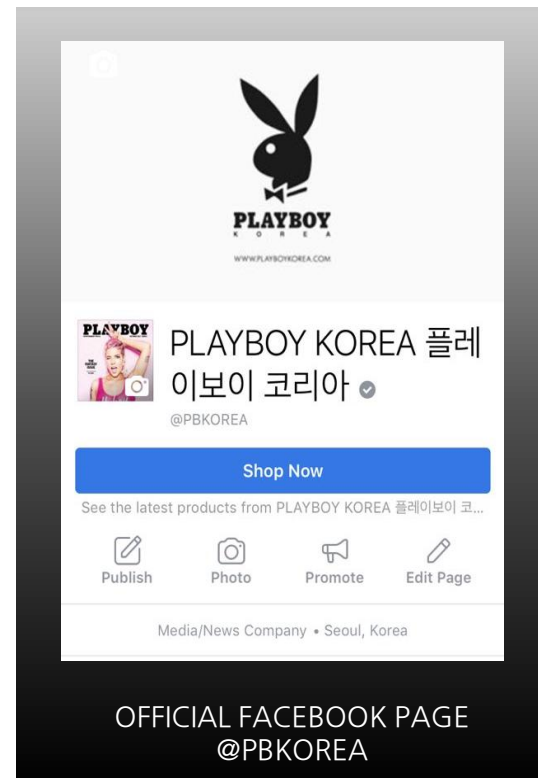 PLAYBOY
KOREA
WWW.PLAYBOYKOREA.COM
PLAYBOY
PLAYBOY KOREA 플레
이보이 코리아
@PBKOREA
Shop Now
See the latest products from PLAYBOY KOREA 플레이보이 코...
Publish
Photo
Promote
Edit Page
Media/News Company • Seoul, Korea
OFFICIAL FACEBOOK PAGE
@PBKOREA